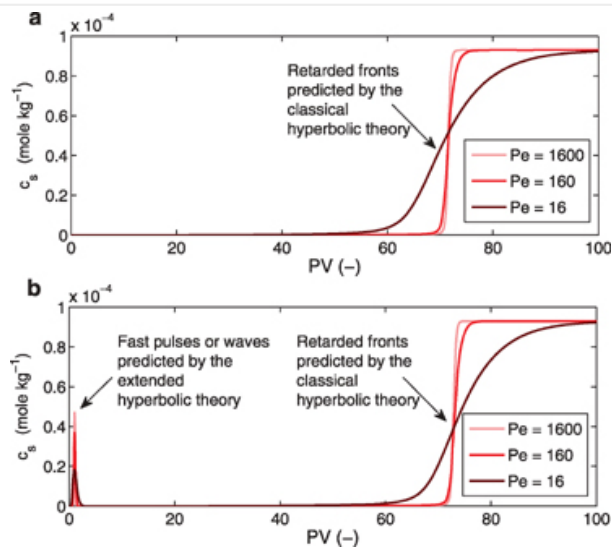 a
x 10⁻⁴
1
0.8
0.6
0.4
0.2
0
cₛ (mole kg⁻¹)
Retarded fronts
predicted by the
classical
hyperbolic theory
Pe = 1600
Pe = 160
Pe = 16
0 20 40 60 80 100
PV (–)
b
x 10⁻⁴
1
0.8
0.6
0.4
0.2
0
cₛ (mole kg⁻¹)
Fast pulses or waves
predicted by the
extended
hyperbolic theory
Retarded fronts
predicted by the
classical
hyperbolic theory
Pe = 1600
Pe = 160
Pe = 16
0 20 40 60 80 100
PV (–)